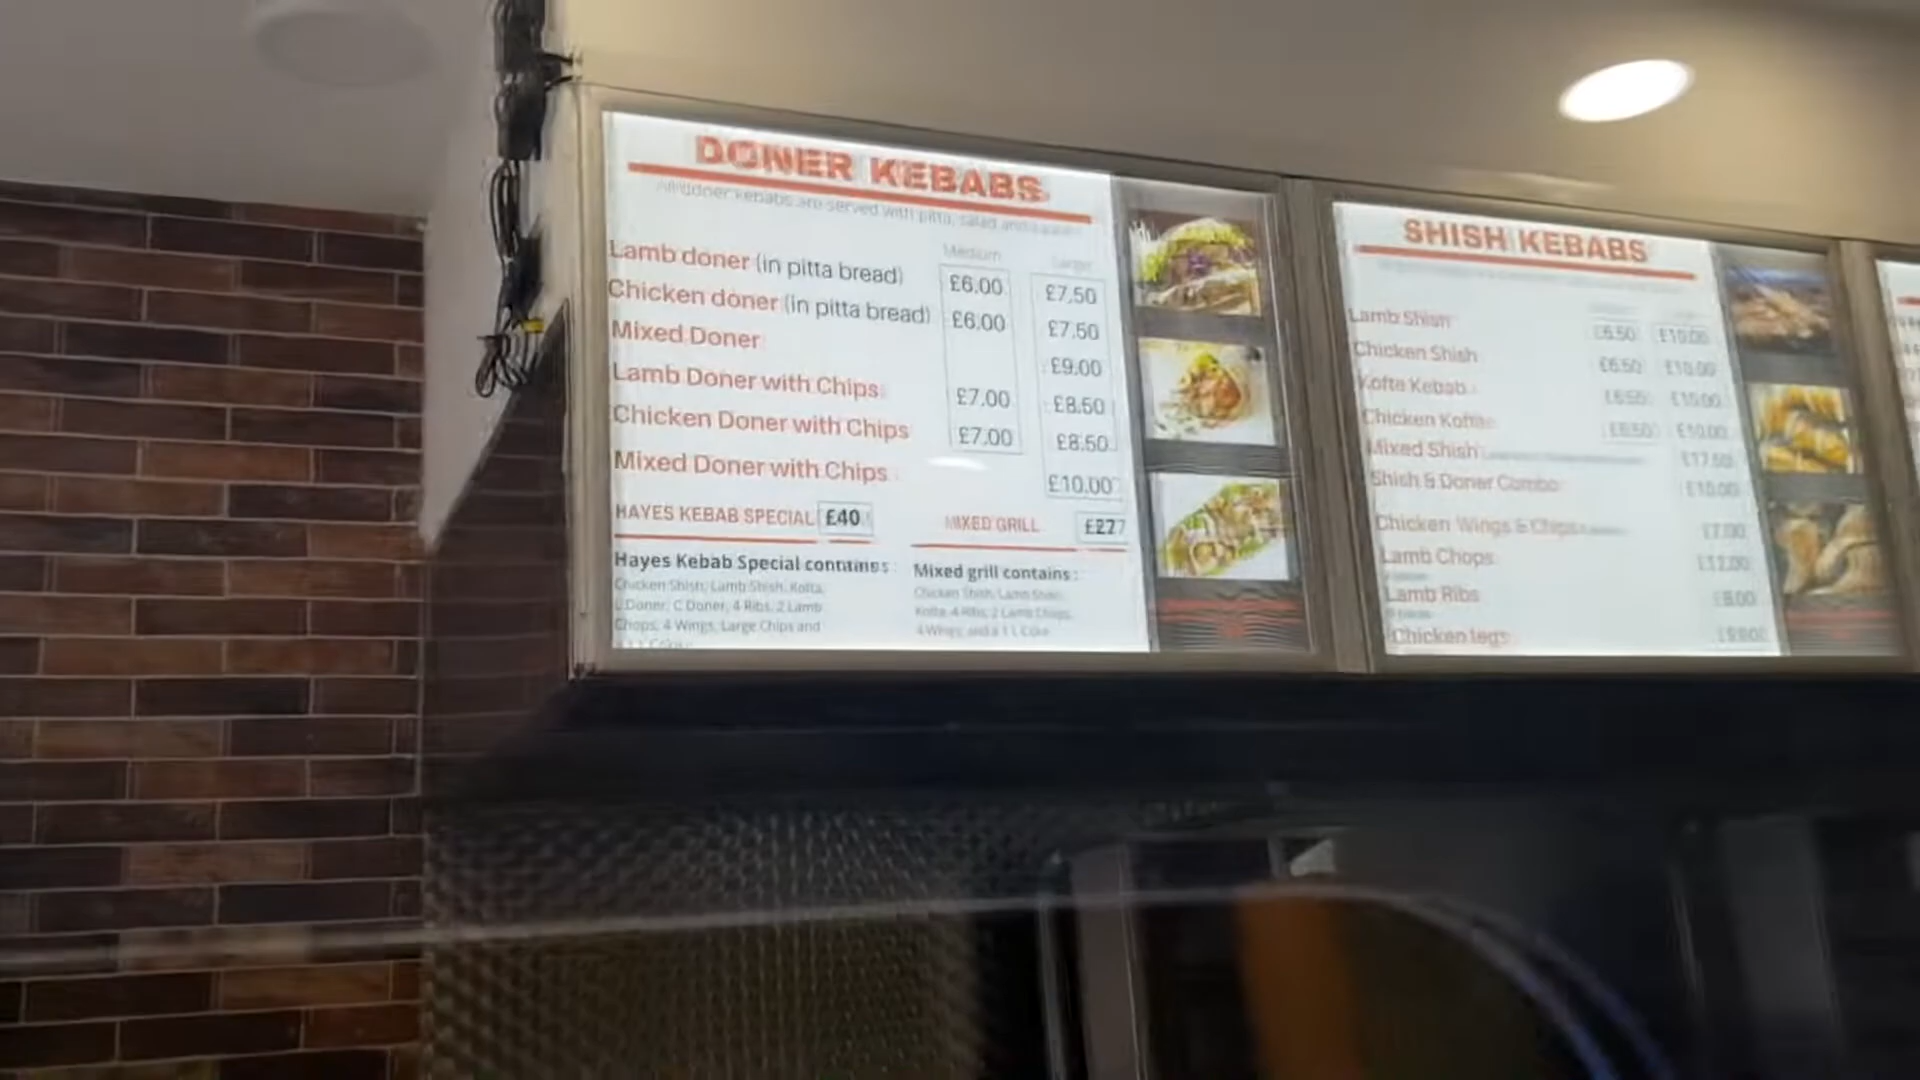 DONER KEBABS
All doner kebabs are served with pitta, salad and
Medium Large
Lamb doner (in pitta bread) £6.00 £7.50
Chicken doner (in pitta bread) £6.00 £7.50
Mixed Doner £9.00
Lamb Doner with Chips £7.00 £8.50
Chicken Doner with Chips £7.00 £8.50
Mixed Doner with Chips £10.00
HAYES KEBAB SPECIAL £40
MIXED GRILL £27
Hayes Kebab Special contains :
Chicken Shish, Lamb Shish, Kofta,
L Doner, C Doner, 4 Ribs, 2 Lamb
Chops, 4 Wings, Large Chips and
Mixed grill contains :
Chicken Shish, Lamb Shish,
Kofta, 4 Ribs, 2 Lamb Chops,
4 Wings, and a 1 L Coke
SHISH KEBABS
Lamb Shish £6.50 £10.00
Chicken Shish £6.50 £10.00
Kofte Kebab £6.50 £10.00
Chicken Kofte £6.50 £10.00
Mixed Shish £17.50
Shish & Doner Combo £10.00
Chicken Wings & Chips £7.00
Lamb Chops £12.00
Lamb Ribs £8.00
Chicken legs